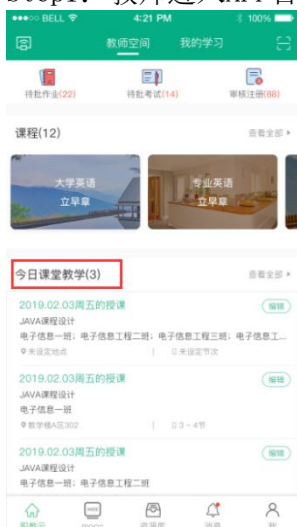 BELL 4:21 PM 100%
教师空间 我的学习
待批作业(22) 待批考试(14) 审核注册(88)
课程(12) 查看全部
大学英语
立早章
专业英语
立早章
今日课堂教学(3) 查看全部
2019.02.03周五的授课 编辑
JAVA课程设计
电子信息一班；电子信息工程二班；电子信息工程三班；电子信息工...
未设定地点 | 未设定节次
2019.02.03周五的授课 编辑
JAVA课程设计
电子信息一班
教学楼A区302 | 3 - 4节
2019.02.03周五的授课 编辑
JAVA课程设计
电子信息一班；电子信息工程二班